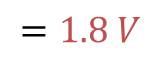 = 1.8 V